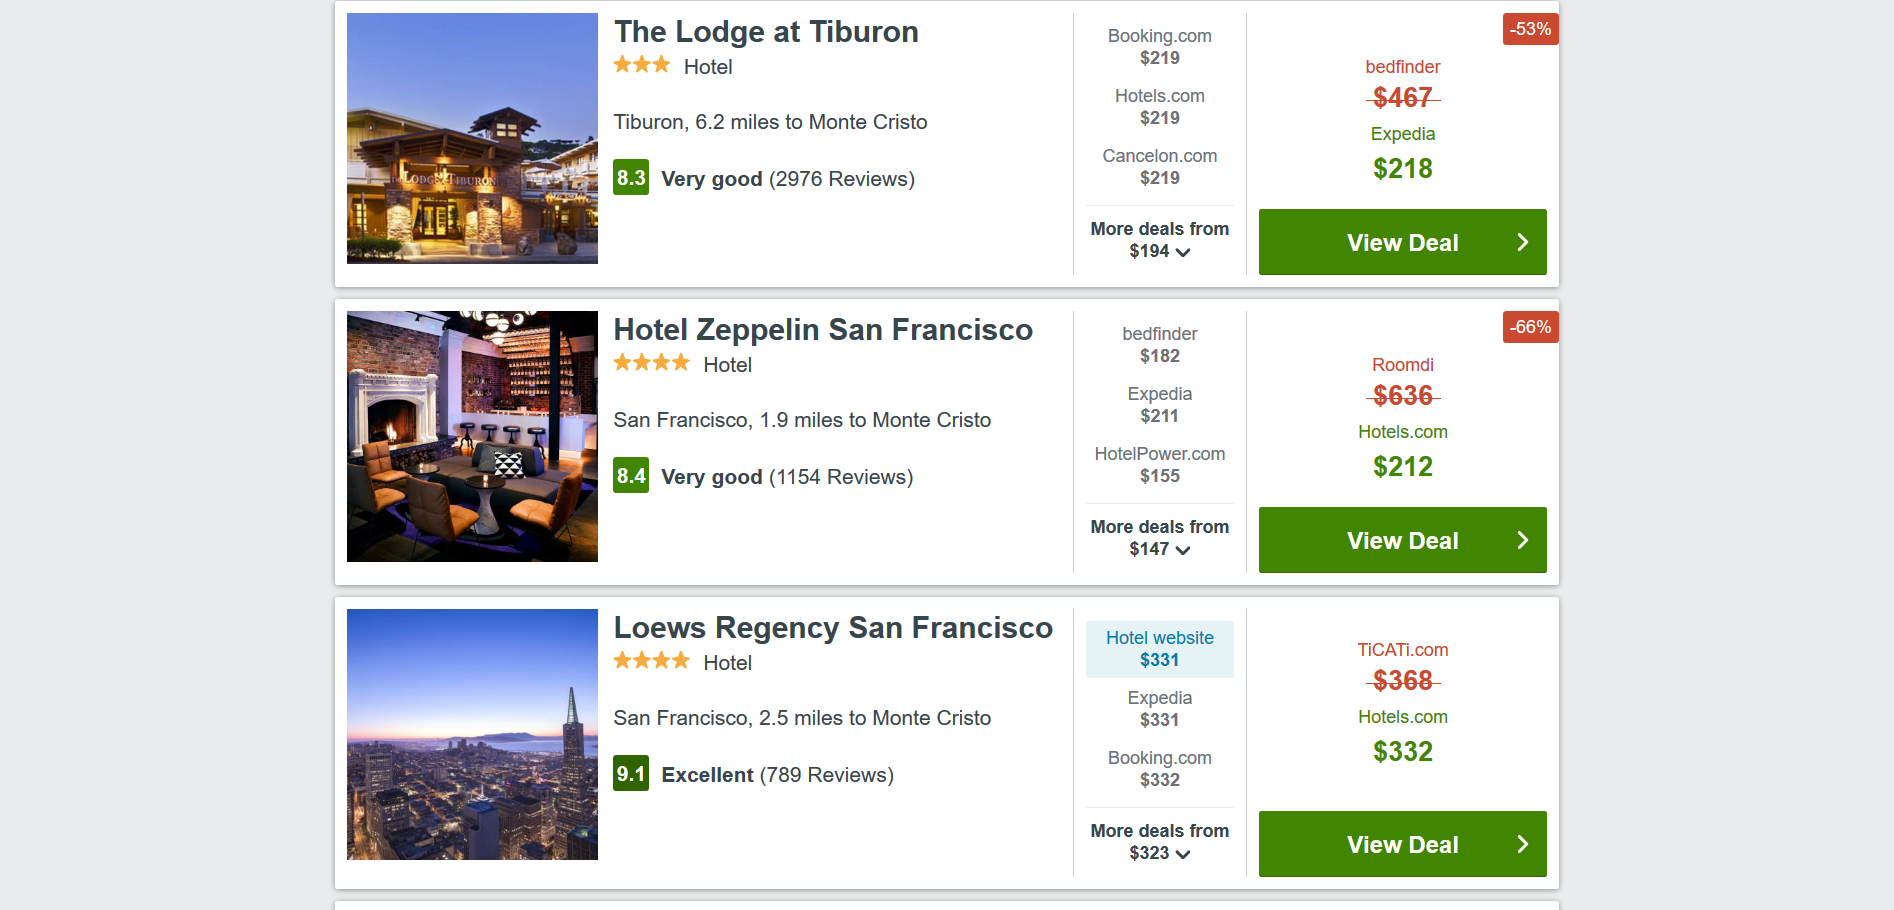 The Lodge at Tiburon
Hotel
Tiburon, 6.2 miles to Monte Cristo
8.3 Very good (2976 Reviews)
The LODGE at TIBURON
Booking.com
$219
Hotels.com
$219
Cancelon.com
$219
More deals from
$194
-53%
bedfinder
$467
Expedia
$218
View Deal
Hotel Zeppelin San Francisco
Hotel
San Francisco, 1.9 miles to Monte Cristo
8.4 Very good (1154 Reviews)
bedfinder
$182
Expedia
$211
HotelPower.com
$155
More deals from
$147
-66%
Roomdi
$636
Hotels.com
$212
View Deal
Loews Regency San Francisco
Hotel
San Francisco, 2.5 miles to Monte Cristo
9.1 Excellent (789 Reviews)
Hotel website
$331
Expedia
$331
Booking.com
$332
More deals from
$323
TiCATi.com
$368
Hotels.com
$332
View Deal